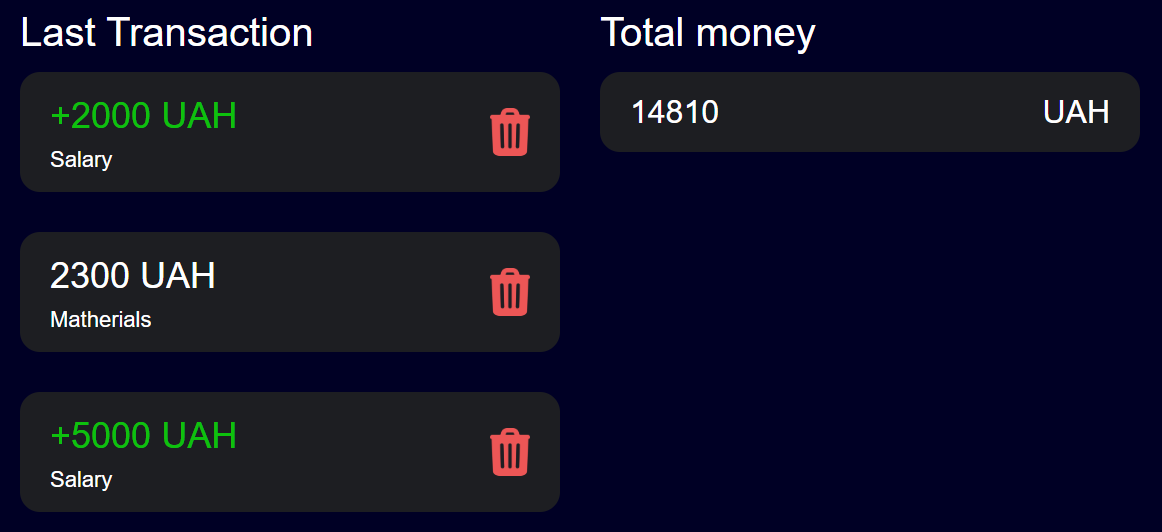 Last Transaction
+2000 UAH
Salary
2300 UAH
Matherials
+5000 UAH
Salary
Total money
14810 UAH